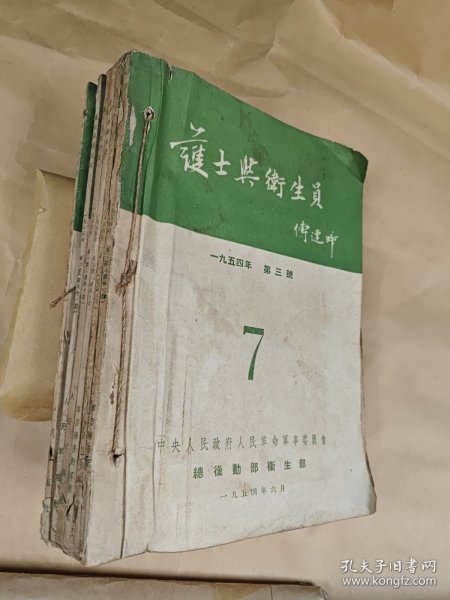 護士與衛生員
傅連暲
一九五四年 第三號
7
中央人民政府人民革命軍事委員會
總後勤部衛生部
一九五四年六月
孔夫子旧书网
www.kongfz.com